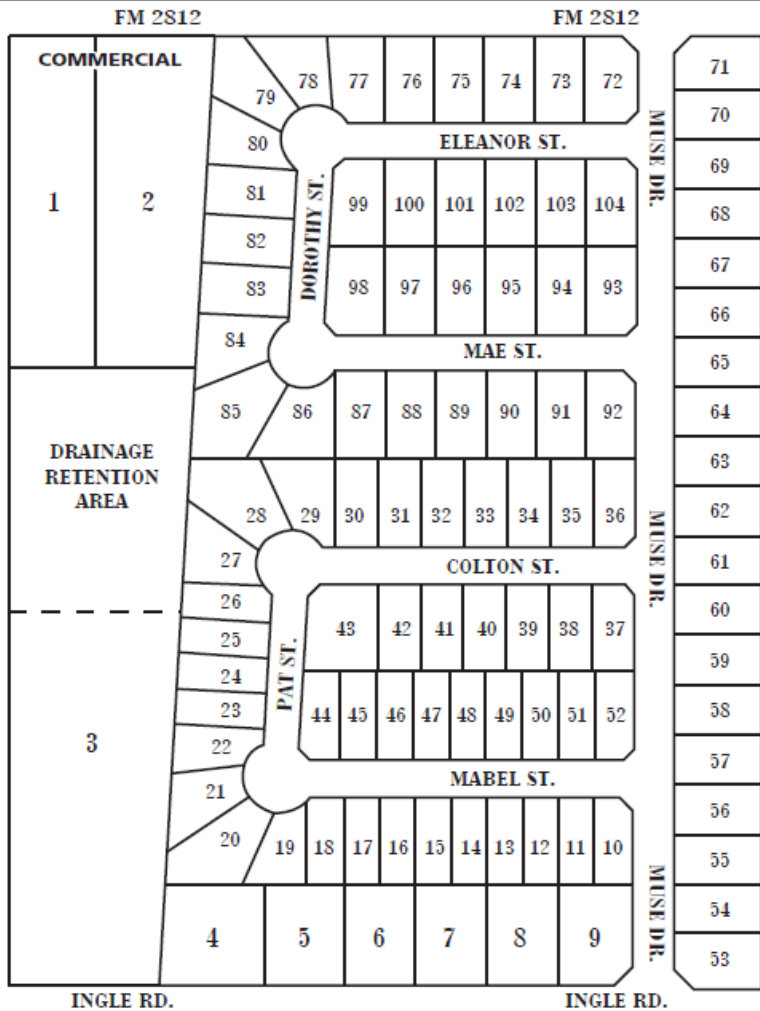 FM 2812 FM 2812
COMMERCIAL
1 2
79 78 77 76 75 74 73 72
80
ELEANOR ST.
81
82
83
84
85
DOROTHY ST.
99 100 101 102 103 104
98 97 96 95 94 93
MAE ST.
86 87 88 89 90 91 92
MUSE DR.
71
70
69
68
67
66
65
64
63
62
61
60
59
58
57
56
55
54
53
DRAINAGE
RETENTION
AREA
3
28 29 30 31 32 33 34 35 36
27
COLTON ST.
26
25
24
23
22
21
20
PAT ST.
43 42 41 40 39 38 37
44 45 46 47 48 49 50 51 52
MUSE DR.
MABEL ST.
19 18 17 16 15 14 13 12 11 10
4 5 6 7 8 9
MUSE DR.
INGLE RD. INGLE RD.